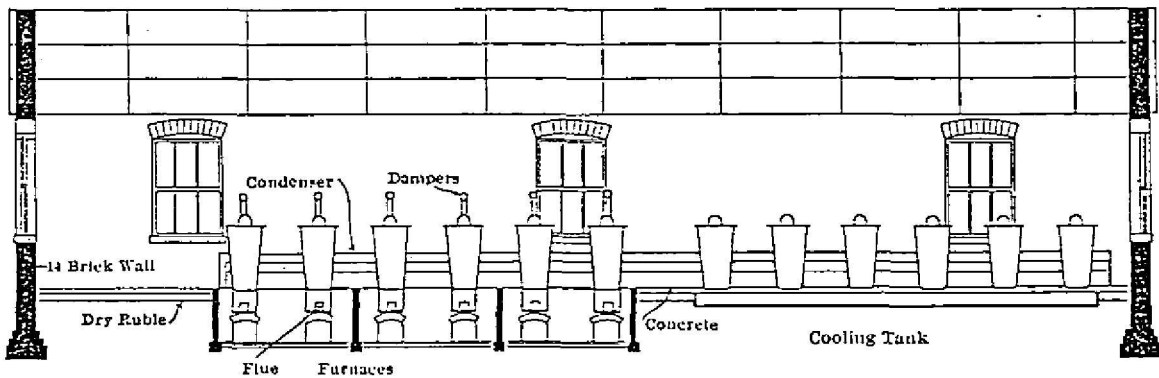 Condenser
Dampers
14 Brick Wall
Dry Ruble
Concrete
Cooling Tank
Flue
Furnaces